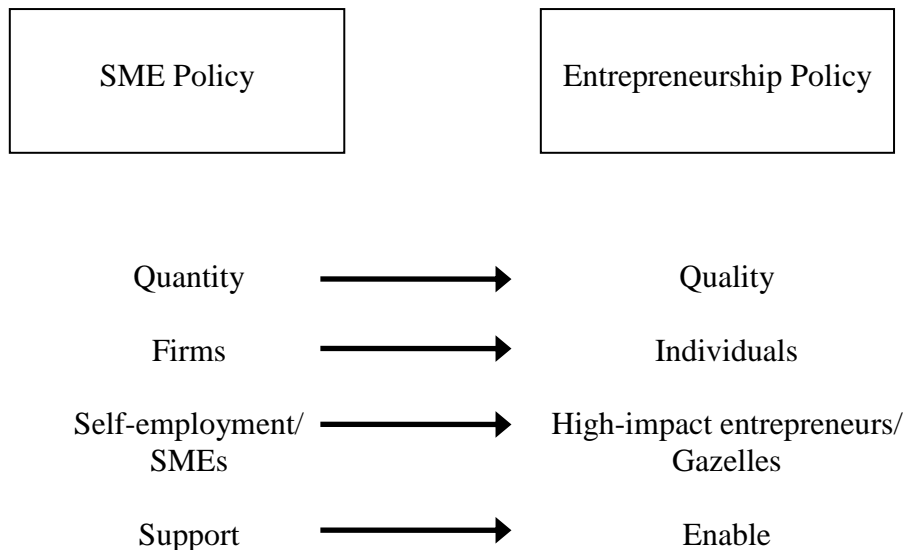 SME Policy
Entrepreneurship Policy
Quantity
Quality
Firms
Individuals
Self-employment/
SMEs
High-impact entrepreneurs/
Gazelles
Support
Enable